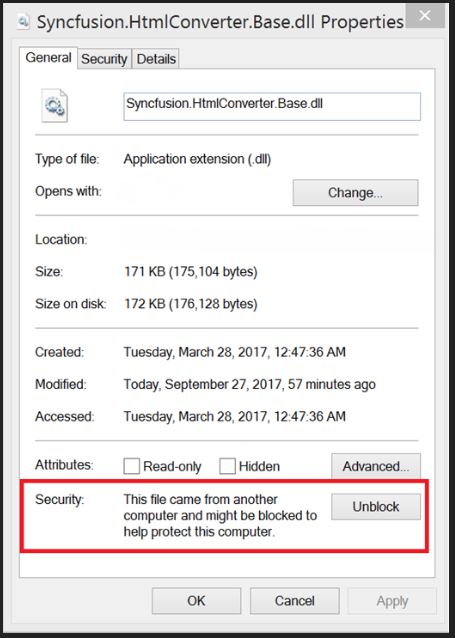 Syncfusion.HtmlConverter.Base.dll Properties
General Security Details
Syncfusion.HtmlConverter.Base.dll
Type of file: Application extension (.dll)
Opens with: Change...
Location:
Size: 171 KB (175,104 bytes)
Size on disk: 172 KB (176,128 bytes)
Created: Tuesday, March 28, 2017, 12:47:36 AM
Modified: Today, September 27, 2017, 57 minutes ago
Accessed: Tuesday, March 28, 2017, 12:47:36 AM
Attributes: Read-only Hidden Advanced...
Security: This file came from another
computer and might be blocked to
help protect this computer.
Unblock
OK Cancel Apply